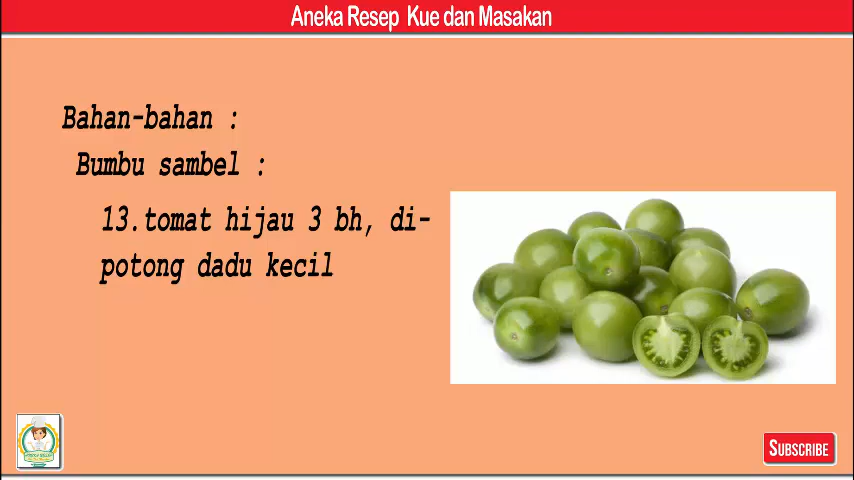 Aneka Resep Kue dan Masakan
Bahan-bahan :
Bumbu sambel :
13.tomat hijau 3 bh, di-
potong dadu kecil
SUBSCRIBE